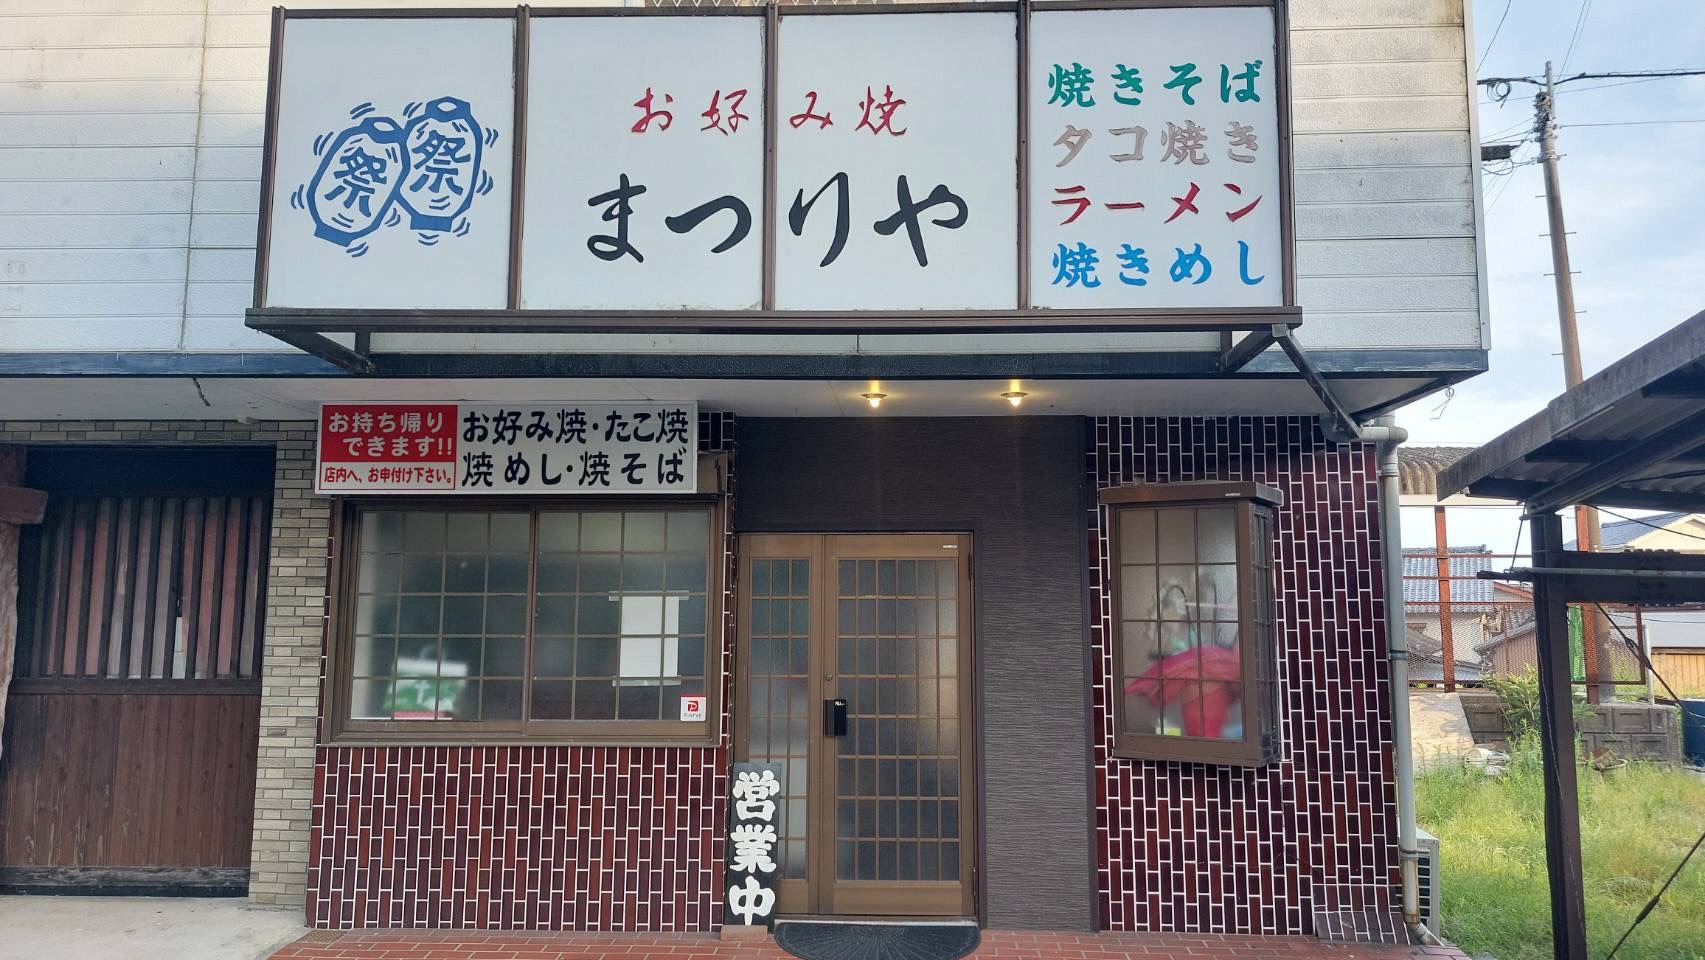 祭
祭
お好み焼
まつりや
焼きそば
タコ焼き
ラーメン
焼きめし
お持ち帰り
できます!!
店内へ、お申付け下さい。
お好み焼・たこ焼
焼めし・焼そば
PayPay
営業中